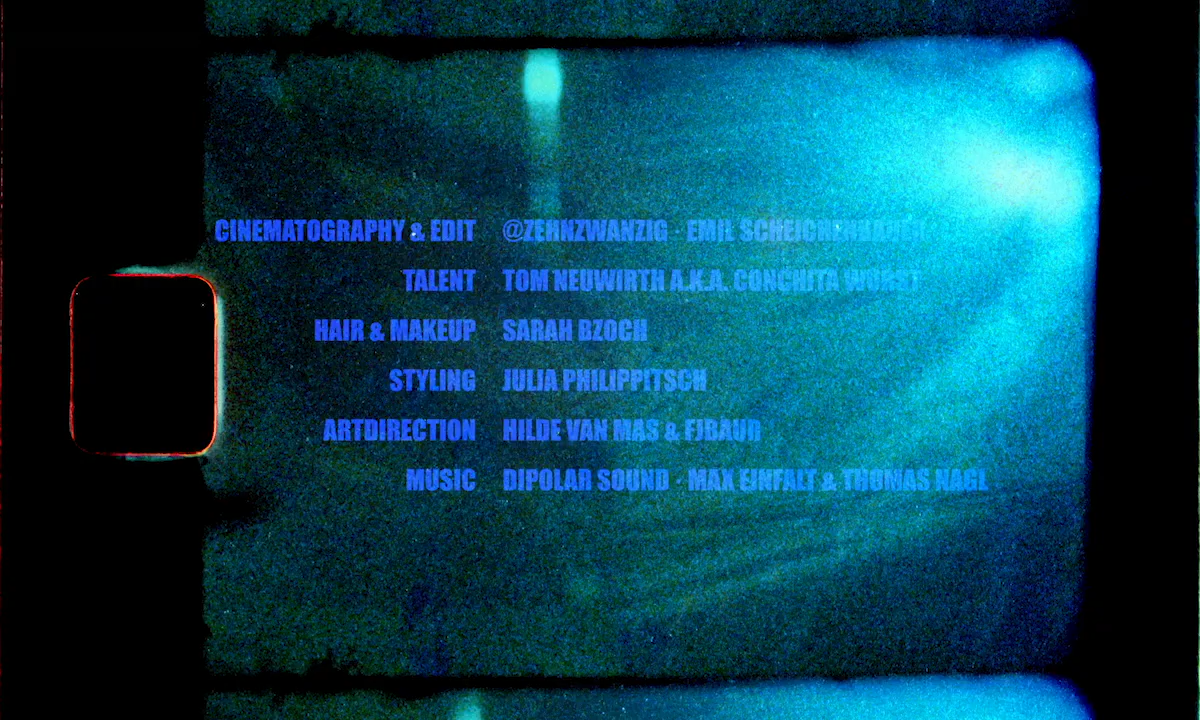 CINEMATOGRAPHY & EDIT @ZEHNZWANZIG · EMIL
TALENT TOM NEUWIRTH A.K.A. CONCHITA WURST
HAIR & MAKEUP SARAH BZOCH
STYLING JULIA PHILIPPITSCH
ARTDIRECTION HILDE VAN MAS & FJBAUR
MUSIC DIPOLAR SOUND · MAX EINFALT & THOMAS NAGL